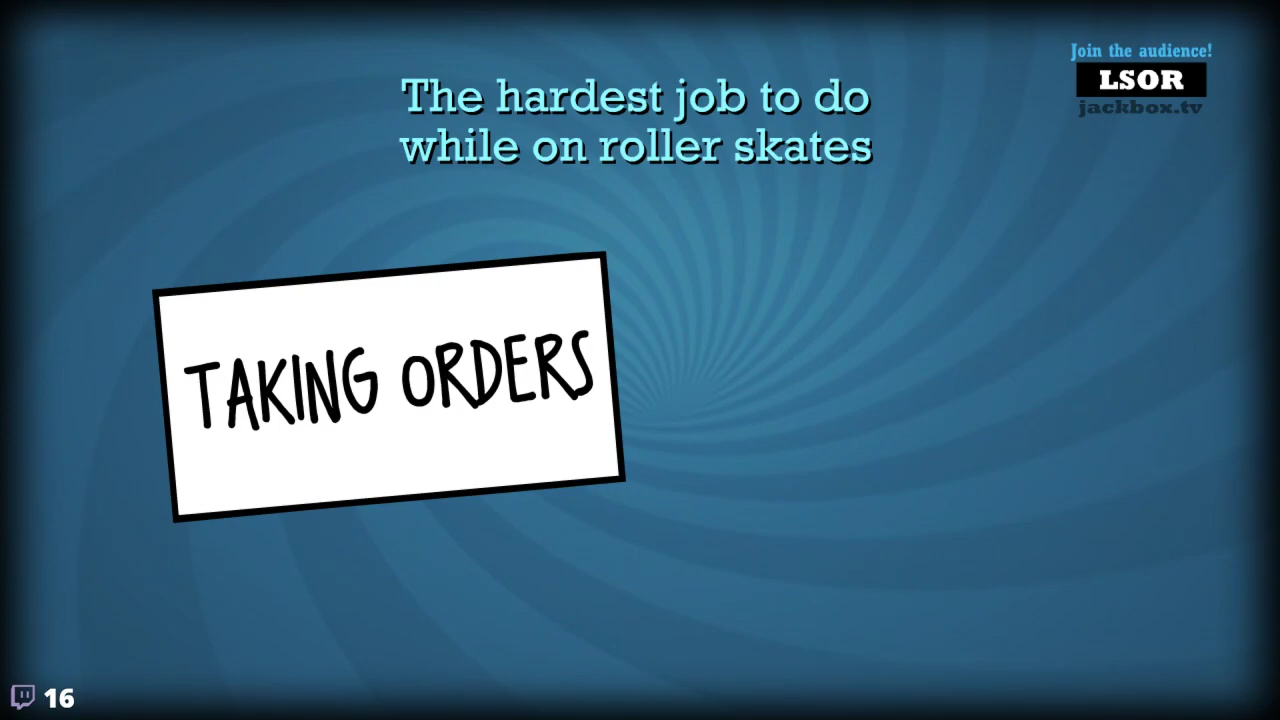 Join the audience!
LSOR
jackbox.tv
The hardest job to do
while on roller skates
TAKING ORDERS
16